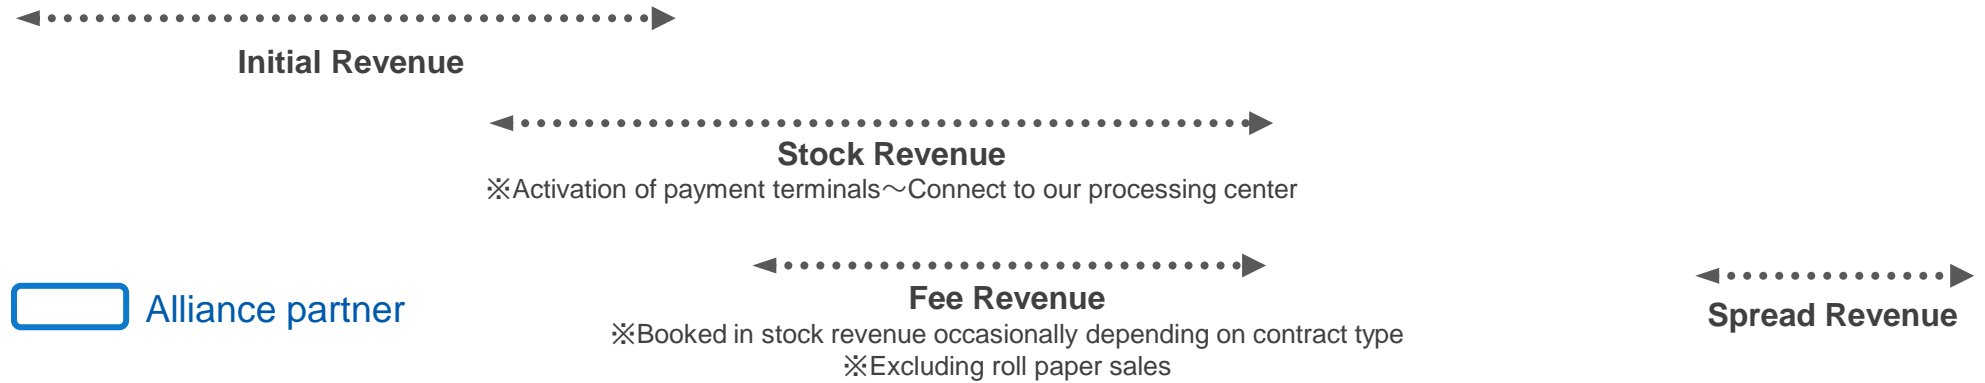 Initial Revenue
Stock Revenue
※Activation of payment terminals～Connect to our processing center
Fee Revenue
※Booked in stock revenue occasionally depending on contract type
※Excluding roll paper sales
Alliance partner
Spread Revenue